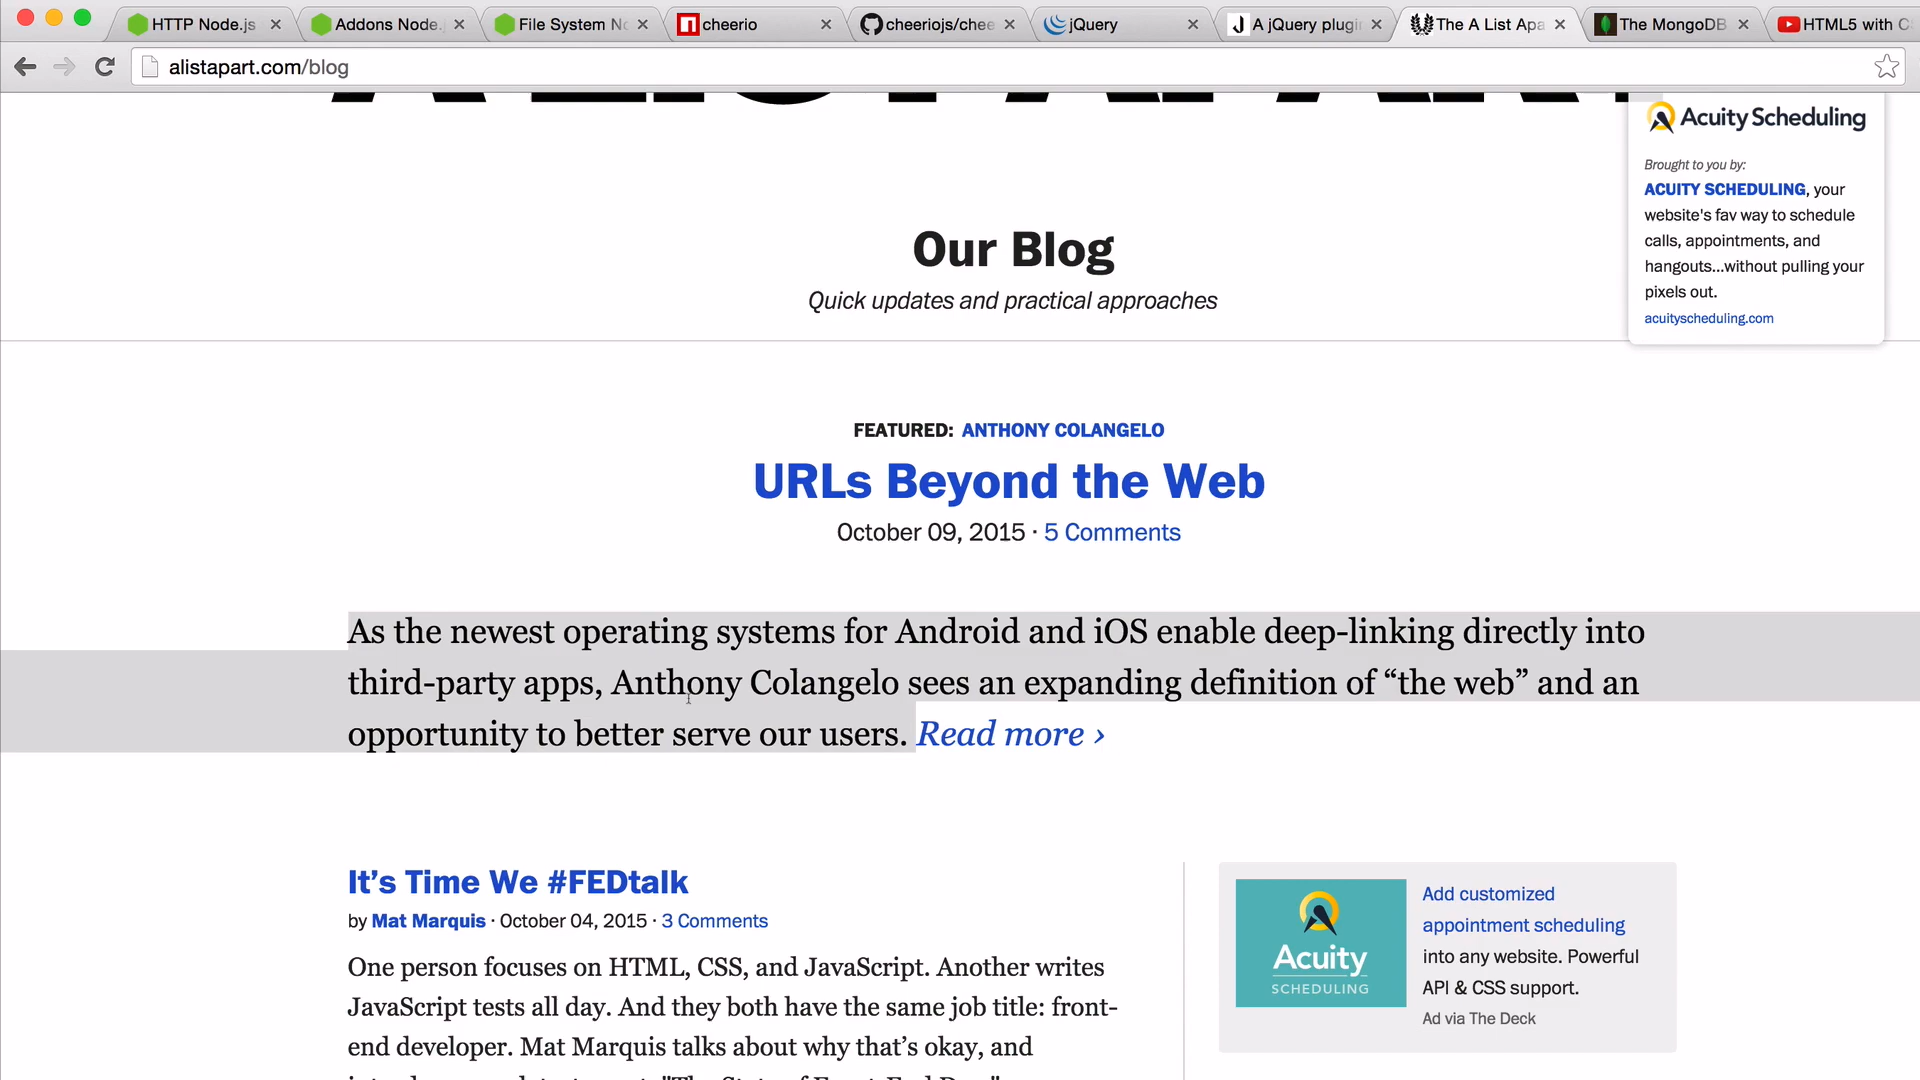 HTTP Node.js
Addons Node.
File System No
cheerio
cheeriojs/chee
jQuery
A jQuery plugi
The A List Apa
The MongoDB
HTML5 with C
alistapart.com/blog
Acuity Scheduling
Brought to you by:
ACUITY SCHEDULING, your
website's fav way to schedule
calls, appointments, and
hangouts...without pulling your
pixels out.
acuityscheduling.com
Our Blog
Quick updates and practical approaches
FEATURED: ANTHONY COLANGELO
URLs Beyond the Web
October 09, 2015 · 5 Comments
As the newest operating systems for Android and iOS enable deep-linking directly into
third-party apps, Anthony Colangelo sees an expanding definition of “the web” and an
opportunity to better serve our users. Read more ›
It’s Time We #FEDtalk
by Mat Marquis · October 04, 2015 · 3 Comments
One person focuses on HTML, CSS, and JavaScript. Another writes
JavaScript tests all day. And they both have the same job title: front-
end developer. Mat Marquis talks about why that’s okay, and
Acuity
SCHEDULING
Add customized
appointment scheduling
into any website. Powerful
API & CSS support.
Ad via The Deck